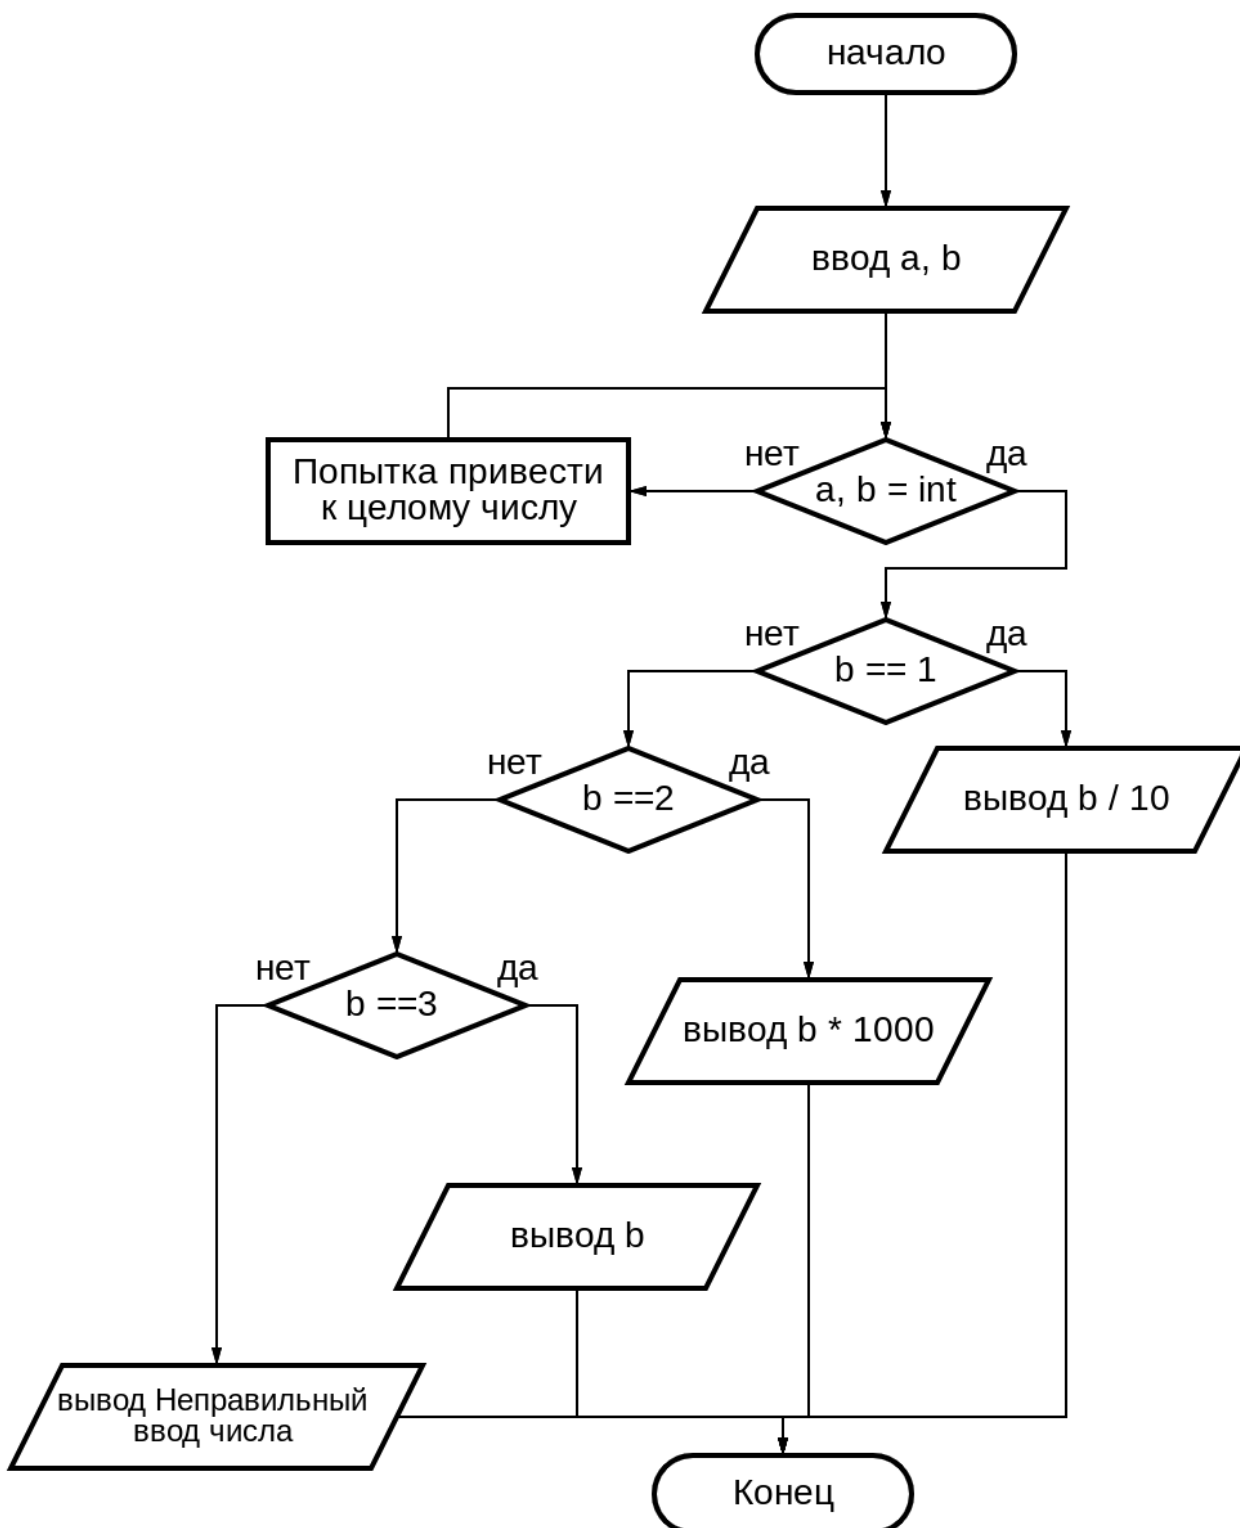 начало
ввод a, b
нет
да
a, b = int
Попытка привести
к целому числу
нет
да
b == 1
нет
да
b ==2
вывод b / 10
нет
да
b ==3
вывод b * 1000
вывод b
вывод Неправильный
ввод числа
Конец